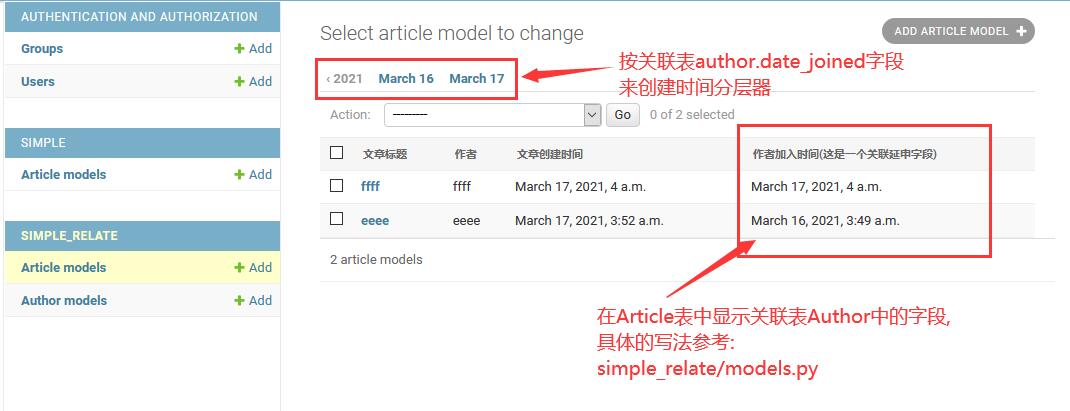 AUTHENTICATION AND AUTHORIZATION
Groups + Add
Users + Add
SIMPLE
Article models + Add
SIMPLE_RELATE
Article models + Add
Author models + Add
Select article model to change
ADD ARTICLE MODEL +
‹ 2021 March 16 March 17
按关联表author.date_joined字段
来创建时间分层器
Action: --------- Go 0 of 2 selected
文章标题 作者 文章创建时间 作者加入时间(这是一个关联延申字段)
ffff ffff March 17, 2021, 4 a.m. March 17, 2021, 4 a.m.
eeee eeee March 17, 2021, 3:52 a.m. March 16, 2021, 3:49 a.m.
2 article models
在Article表中显示关联表Author中的字段,
具体的写法参考:
simple_relate/models.py